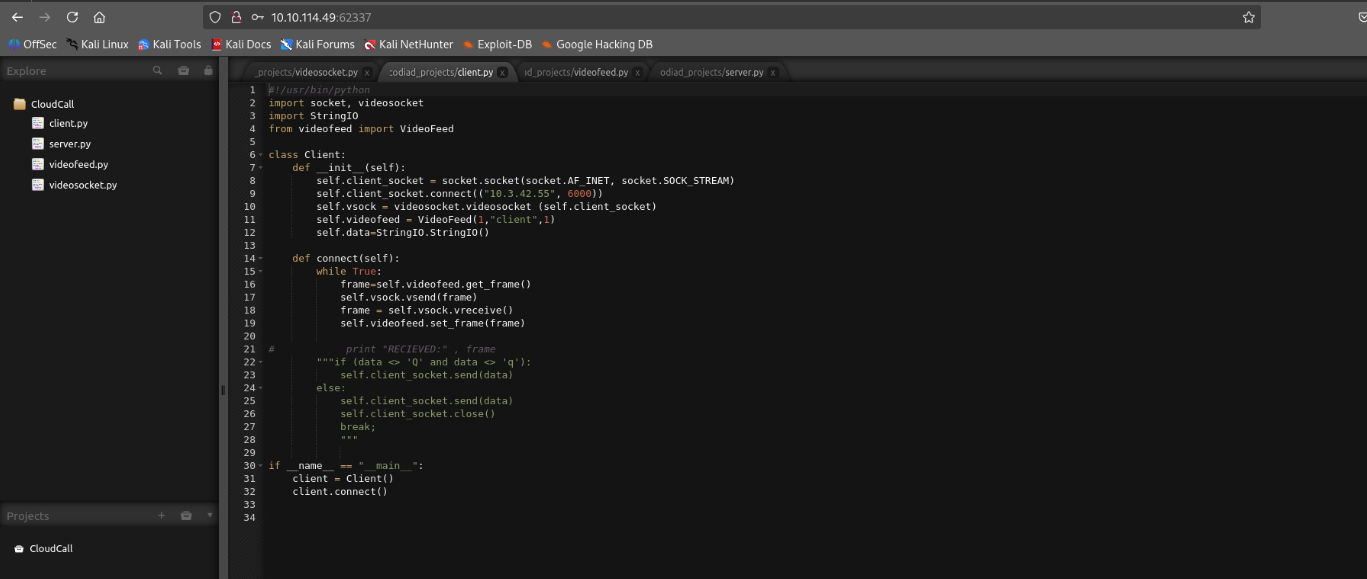 10.10.114.49:62337
OffSec Kali Linux Kali Tools Kali Docs Kali Forums Kali NetHunter Exploit-DB Google Hacking DB
Explore
_projects/videosocket.py x :odiad_projects/client.py x ıd_projects/videofeed.py x odiad_projects/server.py x
CloudCall
client.py
server.py
videofeed.py
videosocket.py
1 #!/usr/bin/python
2 import socket, videosocket
3 import StringIO
4 from videofeed import VideoFeed
5
6 class Client:
7     def __init__(self):
8         self.client_socket = socket.socket(socket.AF_INET, socket.SOCK_STREAM)
9         self.client_socket.connect(("10.3.42.55", 6000))
10         self.vsock = videosocket.videosocket (self.client_socket)
11         self.videofeed = VideoFeed(1,"client",1)
12         self.data=StringIO.StringIO()
13
14     def connect(self):
15         while True:
16             frame=self.videofeed.get_frame()
17             self.vsock.vsend(frame)
18             frame = self.vsock.vreceive()
19             self.videofeed.set_frame(frame)
20
21 #            print "RECIEVED:" , frame
22         """if (data <> 'Q' and data <> 'q'):
23             self.client_socket.send(data)
24         else:
25             self.client_socket.send(data)
26             self.client_socket.close()
27             break;
28             """
29
30 if __name__ == "__main__":
31     client = Client()
32     client.connect()
33
34
Projects +
CloudCall